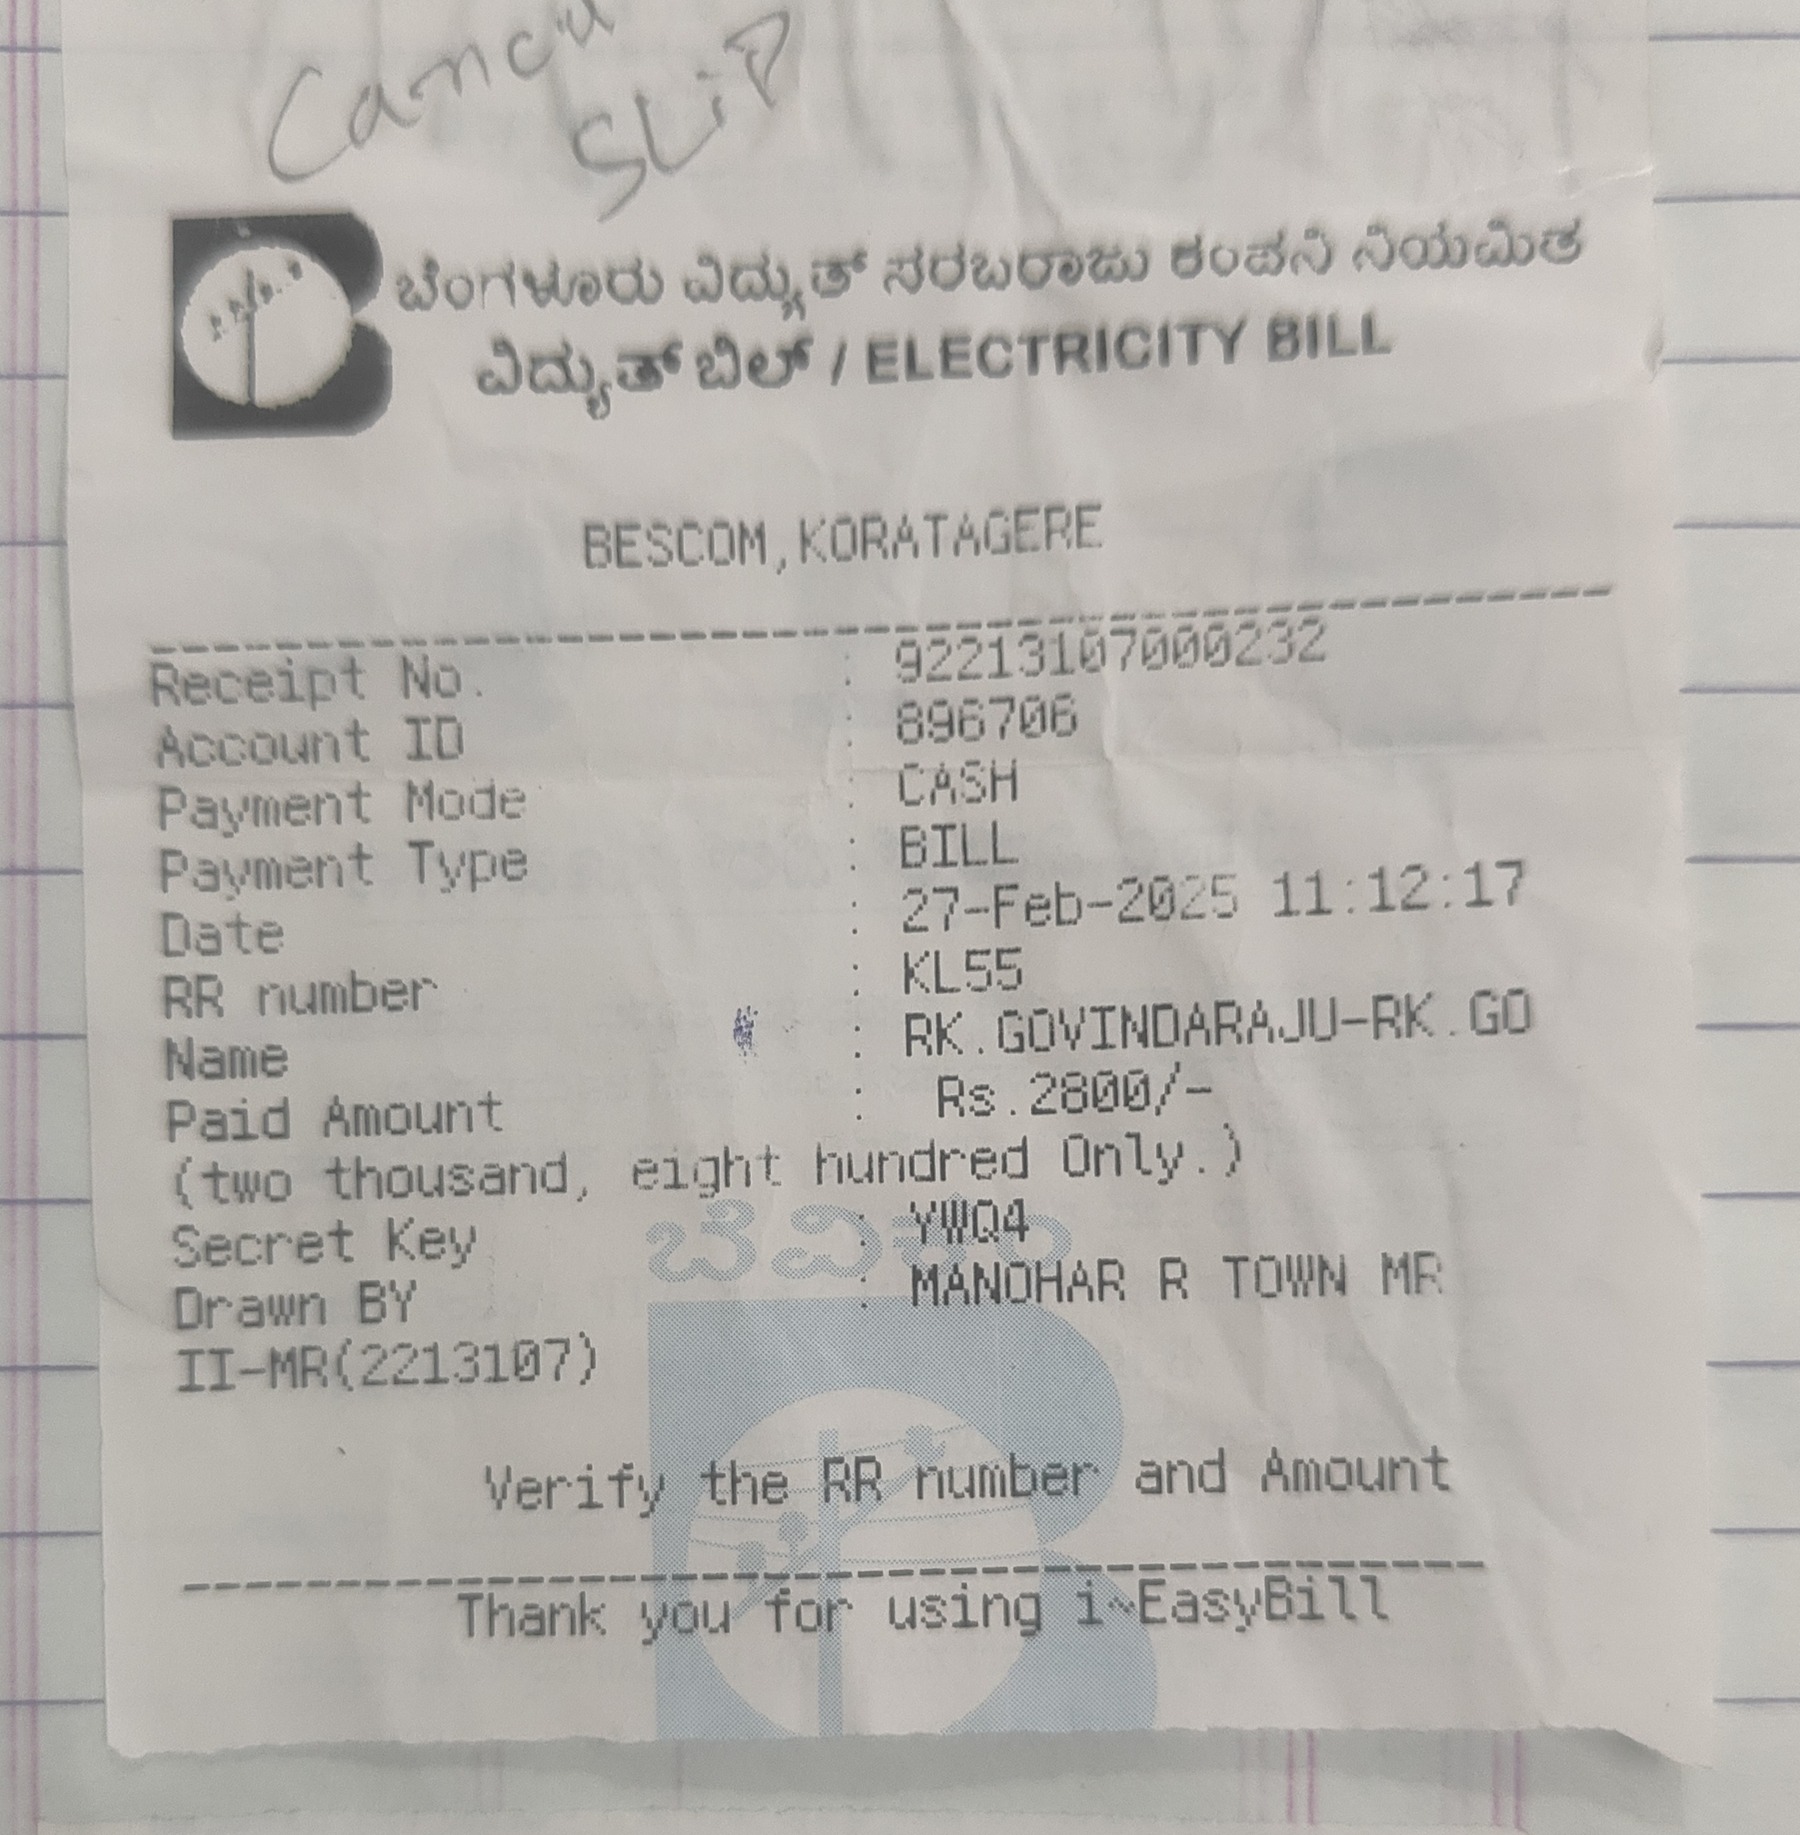 SLIP
ಬೆಂಗಳೂರು ವಿದ್ಯುತ್ ಸರಬರಾಜು ಕಂಪನಿ ನಿಯಮಿತ
ವಿದ್ಯುತ್ ಬಿಲ್ / ELECTRICITY BILL
BESCOM,KORATAGERE
Receipt No. : 92213107000232
Account ID : 896706
Payment Mode : CASH
Payment Type : BILL
Date : 27-Feb-2025 11:12:17
RR number : KL55
Name : RK.GOVINDARAJU-RK.GO
Paid Amount : Rs.2800/-
(two thousand, eight hundred Only.)
Secret Key : YWQ4
Drawn BY : MANOHAR R TOWN MR
II-MR(2213107)
Verify the RR number and Amount
Thank you for using i~EasyBill